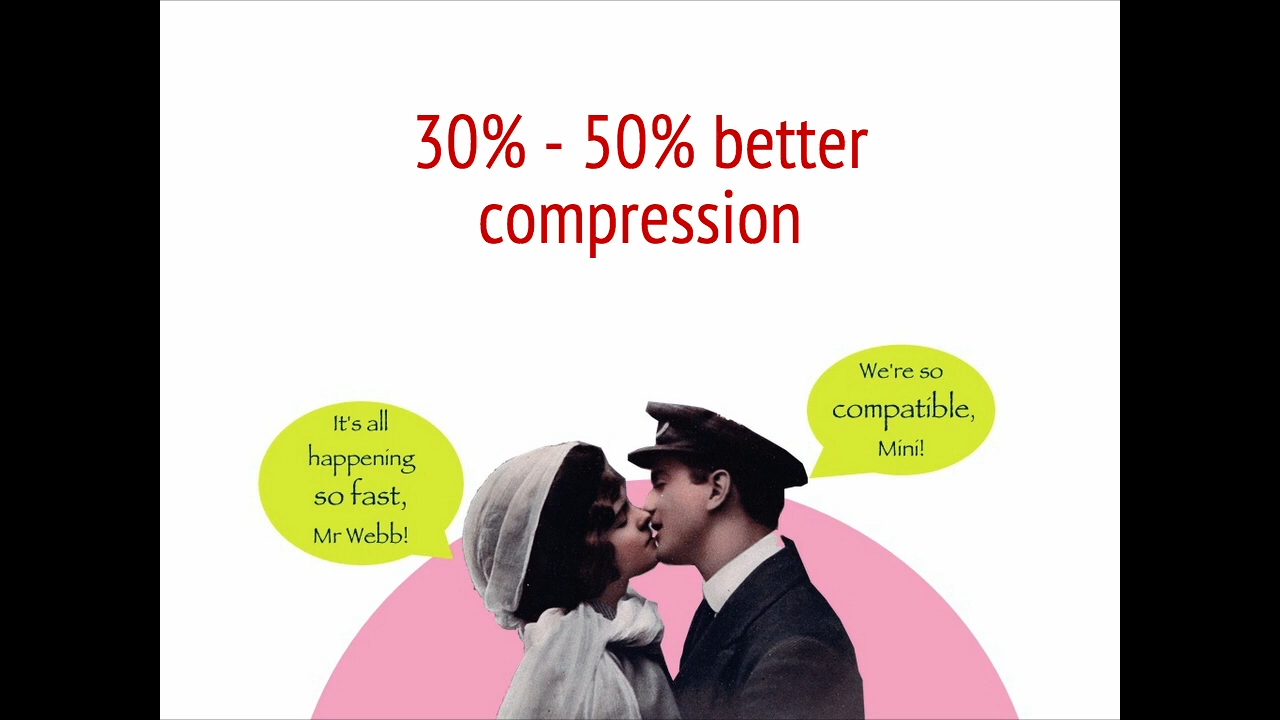 30% - 50% better
compression
It's all
happening
so fast,
Mr Webb!
We're so
compatible,
Mini!